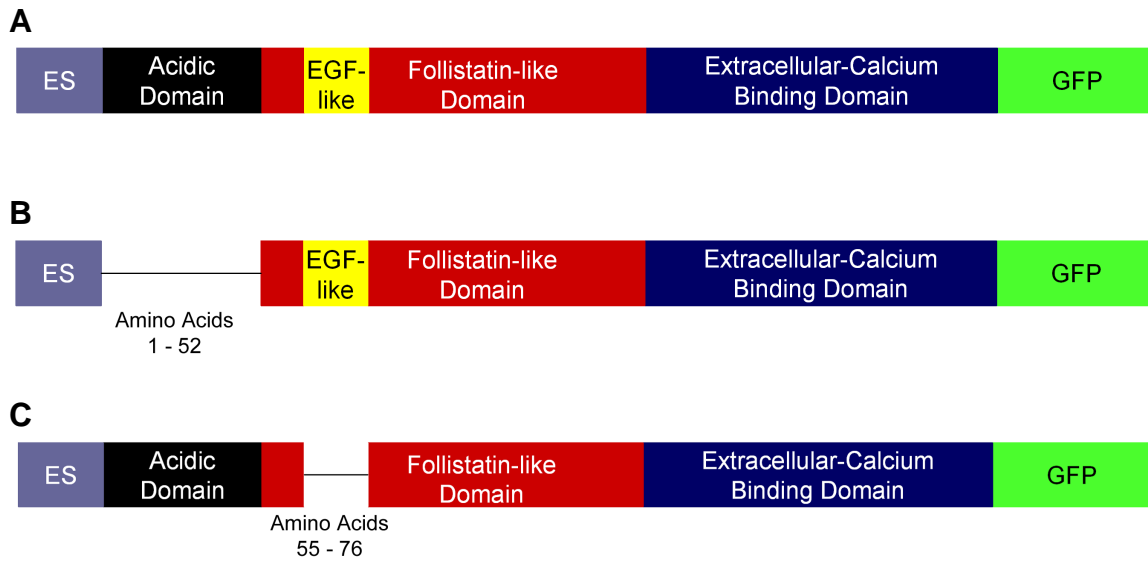 A
ES
Acidic
Domain
EGF-
like
Follistatin-like
Domain
Extracellular-Calcium
Binding Domain
GFP
B
ES
EGF-
like
Follistatin-like
Domain
Extracellular-Calcium
Binding Domain
GFP
Amino Acids
1 - 52
C
ES
Acidic
Domain
Follistatin-like
Domain
Extracellular-Calcium
Binding Domain
GFP
Amino Acids
55 - 76